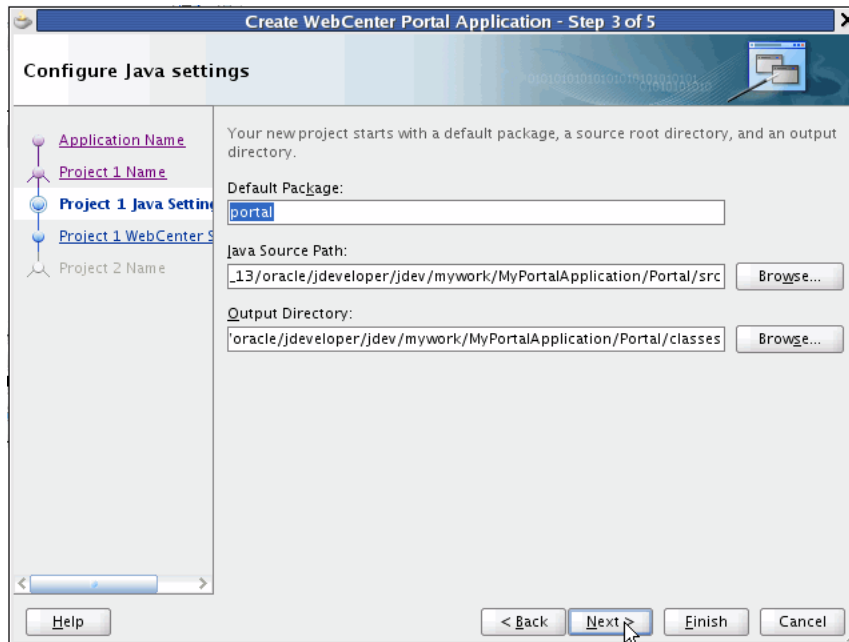 Create WebCenter Portal Application - Step 3 of 5
Configure Java settings
Application Name
Project 1 Name
Project 1 Java Setting
Project 1 WebCenter S
Project 2 Name
Your new project starts with a default package, a source root directory, and an output
directory.
Default Package:
portal
Java Source Path:
_13/oracle/jdeveloper/jdev/mywork/MyPortalApplication/Portal/src
Browse...
Output Directory:
'oracle/jdeveloper/jdev/mywork/MyPortalApplication/Portal/classes
Browse...
Help
< Back
Next >
Finish
Cancel